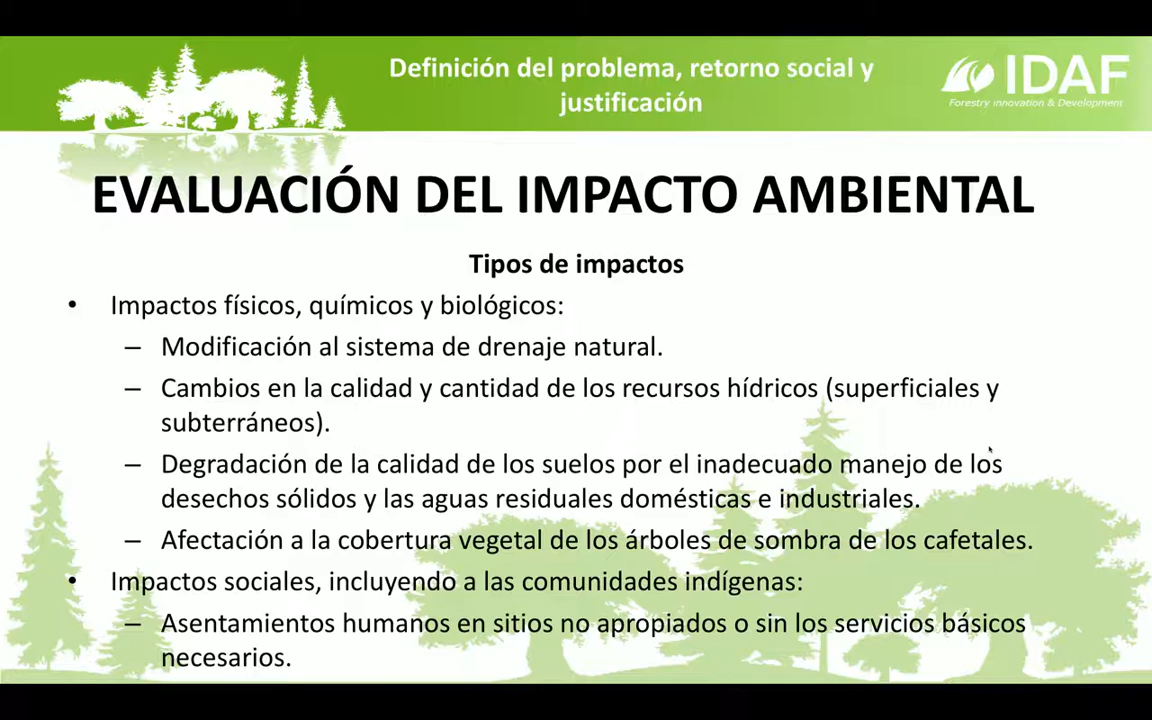 Definición del problema, retorno social y
justificación
IDAF
Forestry innovation & Development
EVALUACIÓN DEL IMPACTO AMBIENTAL
Tipos de impactos
• Impactos físicos, químicos y biológicos:
– Modificación al sistema de drenaje natural.
– Cambios en la calidad y cantidad de los recursos hídricos (superficiales y
subterráneos).
– Degradación de la calidad de los suelos por el inadecuado manejo de los
desechos sólidos y las aguas residuales domésticas e industriales.
– Afectación a la cobertura vegetal de los árboles de sombra de los cafetales.
• Impactos sociales, incluyendo a las comunidades indígenas:
– Asentamientos humanos en sitios no apropiados o sin los servicios básicos
necesarios.